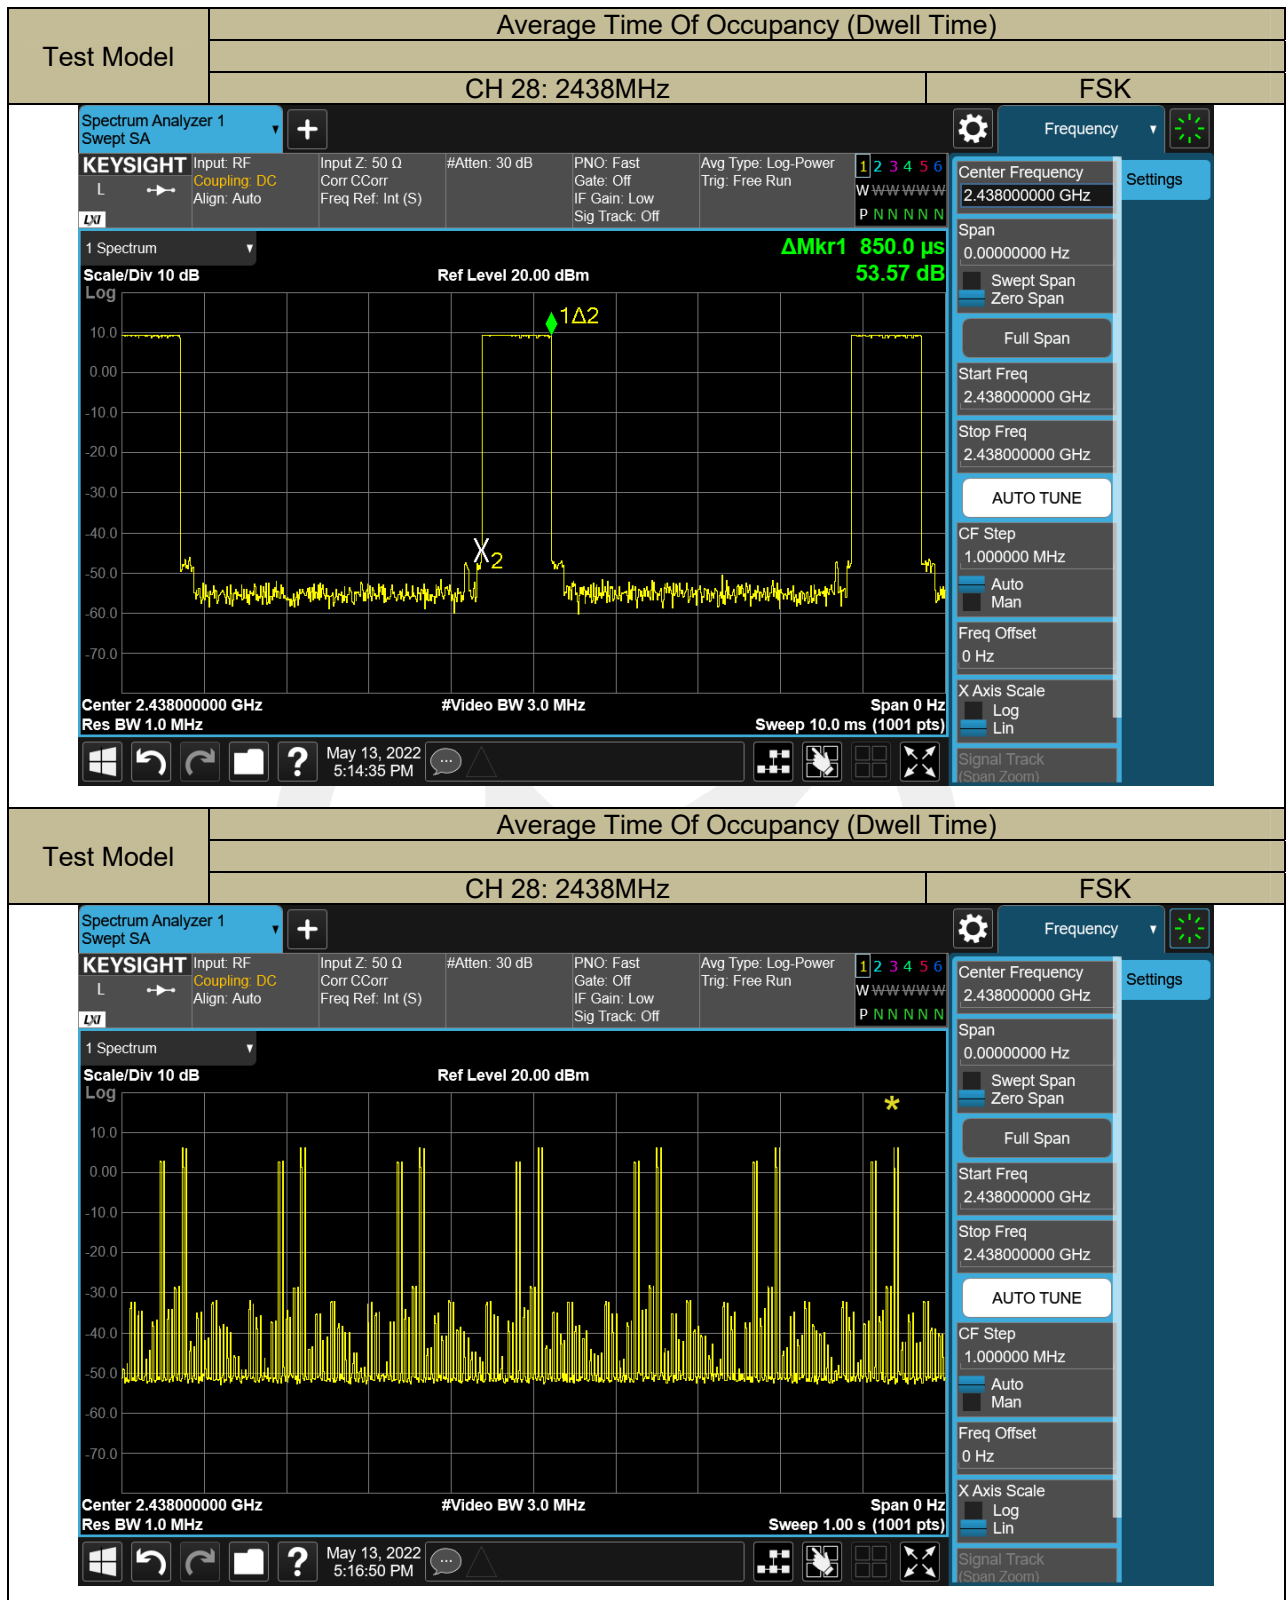 Average Time Of Occupancy (Dwell Time)
Test Model
CH 28: 2438MHz FSK
Spectrum Analyzer 1
Swept SA
Frequency
KEYSIGHT
L
LXI
Input: RF
Coupling: DC
Align: Auto
Input Z: 50 Ω
Corr CCorr
Freq Ref: Int (S)
#Atten: 30 dB
PNO: Fast
Gate: Off
IF Gain: Low
Sig Track: Off
Avg Type: Log-Power
Trig: Free Run
1 2 3 4 5 6
W W W W W W
P N N N N N
1 Spectrum
ΔMkr1 850.0 µs
53.57 dB
Scale/Div 10 dB
Ref Level 20.00 dBm
Log
10.0
0.00
-10.0
-20.0
-30.0
-40.0
-50.0
-60.0
-70.0
1Δ2
X2
Center 2.438000000 GHz
#Video BW 3.0 MHz
Span 0 Hz
Res BW 1.0 MHz
Sweep 10.0 ms (1001 pts)
Center Frequency
2.438000000 GHz
Settings
Span
0.00000000 Hz
Swept Span
Zero Span
Full Span
Start Freq
2.438000000 GHz
Stop Freq
2.438000000 GHz
AUTO TUNE
CF Step
1.000000 MHz
Auto
Man
Freq Offset
0 Hz
X Axis Scale
Log
Lin
Signal Track
(Span Zoom)
?
May 13, 2022
5:14:35 PM
Average Time Of Occupancy (Dwell Time)
Test Model
CH 28: 2438MHz FSK
Spectrum Analyzer 1
Swept SA
Frequency
KEYSIGHT
L
LXI
Input: RF
Coupling: DC
Align: Auto
Input Z: 50 Ω
Corr CCorr
Freq Ref: Int (S)
#Atten: 30 dB
PNO: Fast
Gate: Off
IF Gain: Low
Sig Track: Off
Avg Type: Log-Power
Trig: Free Run
1 2 3 4 5 6
W W W W W W
P N N N N N
1 Spectrum
Scale/Div 10 dB
Ref Level 20.00 dBm
Log
*
10.0
0.00
-10.0
-20.0
-30.0
-40.0
-50.0
-60.0
-70.0
Center 2.438000000 GHz
#Video BW 3.0 MHz
Span 0 Hz
Res BW 1.0 MHz
Sweep 1.00 s (1001 pts)
Center Frequency
2.438000000 GHz
Settings
Span
0.00000000 Hz
Swept Span
Zero Span
Full Span
Start Freq
2.438000000 GHz
Stop Freq
2.438000000 GHz
AUTO TUNE
CF Step
1.000000 MHz
Auto
Man
Freq Offset
0 Hz
X Axis Scale
Log
Lin
Signal Track
(Span Zoom)
?
May 13, 2022
5:16:50 PM